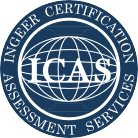 INGEER CERTIFICATION
ICAS
ASSESSMENT SERVICES